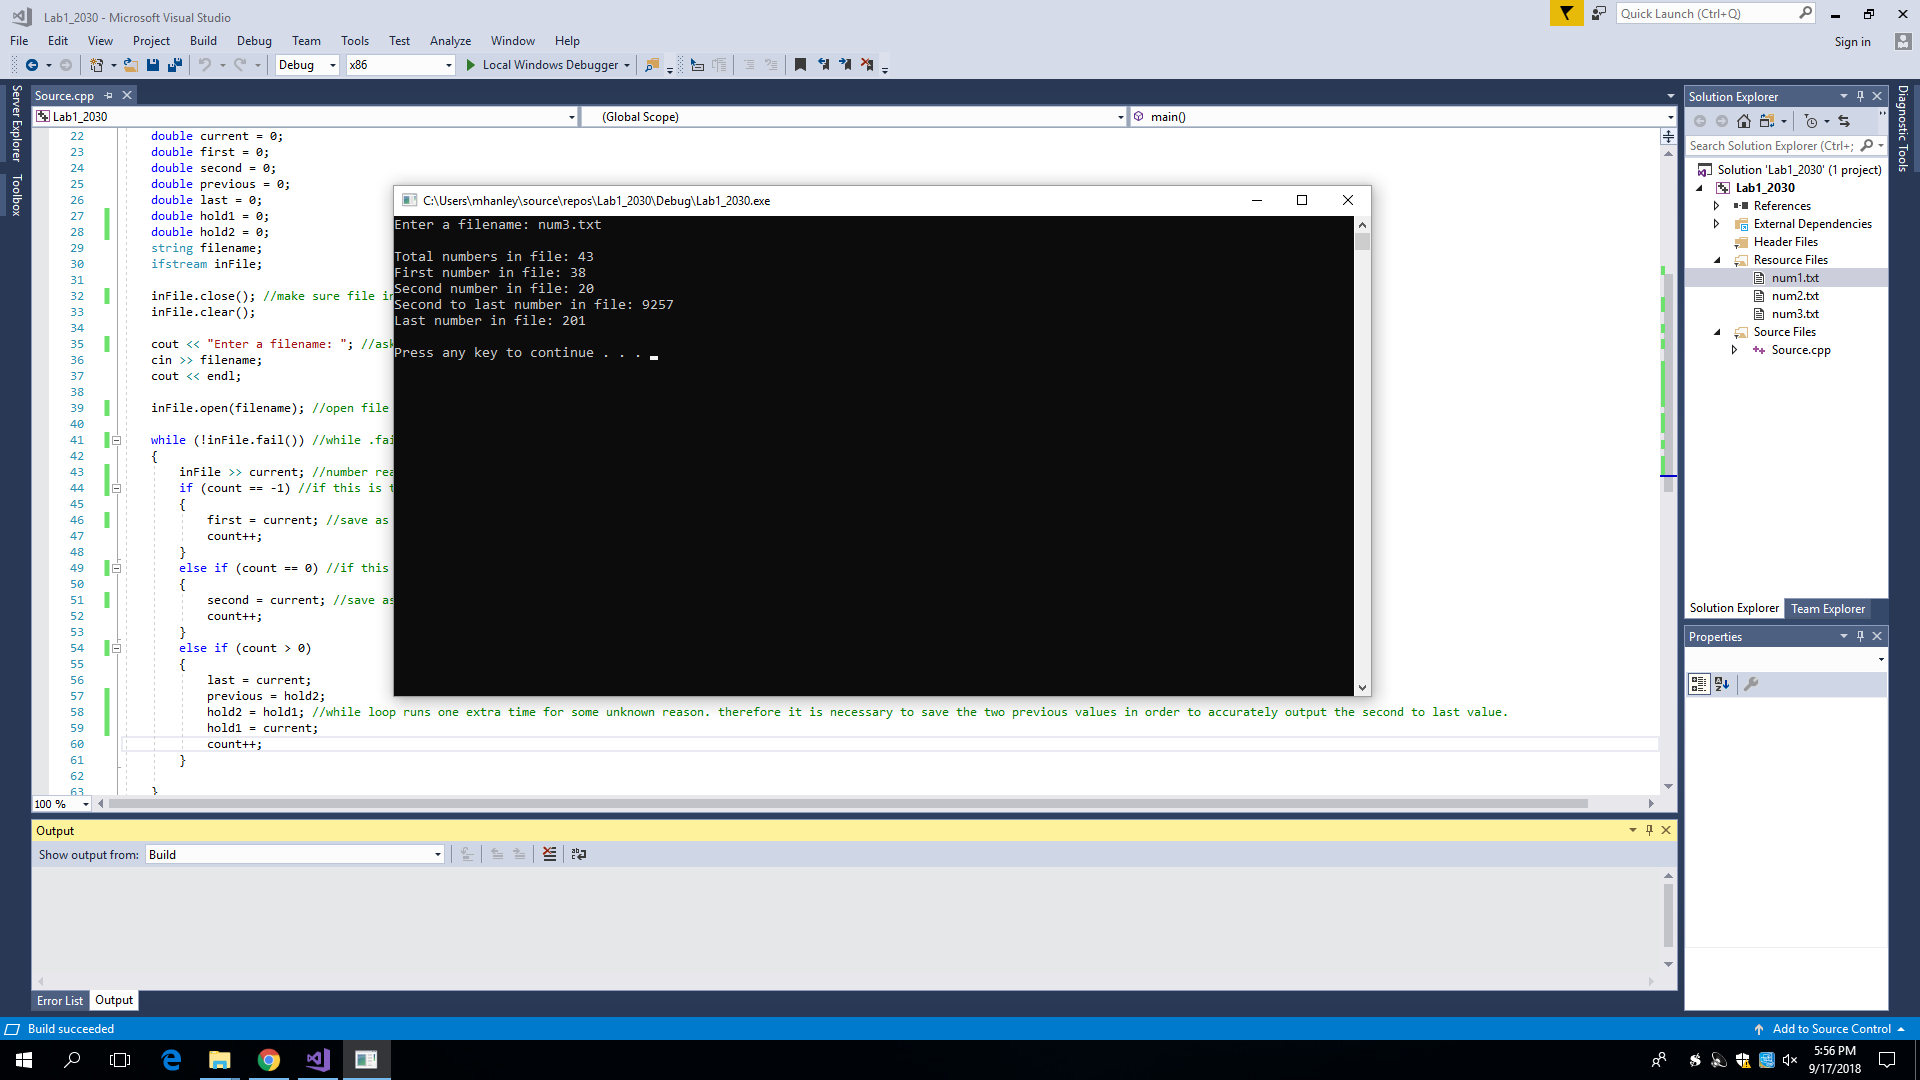 Lab1_2030 - Microsoft Visual Studio
Quick Launch (Ctrl+Q)
File Edit View Project Build Debug Team Tools Test Analyze Window Help
Sign in
Debug x86 Local Windows Debugger
Server Explorer
Toolbox
Source.cpp
Lab1_2030 (Global Scope) main()
22 double current = 0;
23 double first = 0;
24 double second = 0;
25 double previous = 0;
26 double last = 0;
27 double hold1 = 0;
28 double hold2 = 0;
29 string filename;
30 ifstream inFile;
31
32 inFile.close(); //make sure file in
33 inFile.clear();
34
35 cout << "Enter a filename: "; //ask
36 cin >> filename;
37 cout << endl;
38
39 inFile.open(filename); //open file
40
41 while (!inFile.fail()) //while .fai
42 {
43 inFile >> current; //number rea
44 if (count == -1) //if this is t
45 {
46 first = current; //save as
47 count++;
48 }
49 else if (count == 0) //if this
50 {
51 second = current; //save as
52 count++;
53 }
54 else if (count > 0)
55 {
56 last = current;
57 previous = hold2;
58 hold2 = hold1; //while loop runs one extra time for some unknown reason. therefore it is necessary to save the two previous values in order to accurately output the second to last value.
59 hold1 = current;
60 count++;
61 }
62
63 }
100 %
C:\Users\mhanley\source\repos\Lab1_2030\Debug\Lab1_2030.exe
Enter a filename: num3.txt
Total numbers in file: 43
First number in file: 38
Second number in file: 20
Second to last number in file: 9257
Last number in file: 201
Press any key to continue . . .
Output
Show output from: Build
Error List Output
Solution Explorer
Search Solution Explorer (Ctrl+;
Solution 'Lab1_2030' (1 project)
Lab1_2030
References
External Dependencies
Header Files
Resource Files
num1.txt
num2.txt
num3.txt
Source Files
Source.cpp
Solution Explorer Team Explorer
Properties
Diagnostic Tools
Build succeeded
Add to Source Control
5:56 PM
9/17/2018